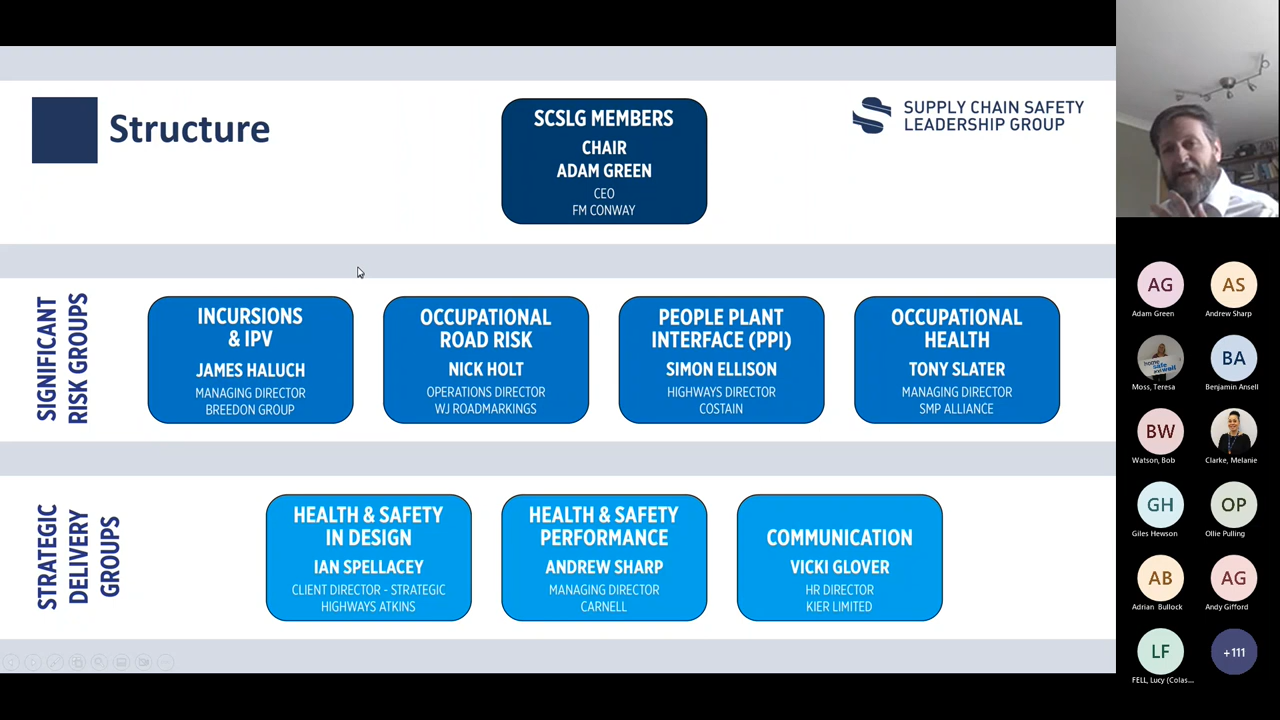 Structure
SCSLG MEMBERS
CHAIR
ADAM GREEN
CEO
FM CONWAY
SUPPLY CHAIN SAFETY
LEADERSHIP GROUP
SIGNIFICANT
RISK GROUPS
INCURSIONS
& IPV
JAMES HALUCH
MANAGING DIRECTOR
BREEDON GROUP
OCCUPATIONAL
ROAD RISK
NICK HOLT
OPERATIONS DIRECTOR
WJ ROADMARKINGS
PEOPLE PLANT
INTERFACE (PPI)
SIMON ELLISON
HIGHWAYS DIRECTOR
COSTAIN
OCCUPATIONAL
HEALTH
TONY SLATER
MANAGING DIRECTOR
SMP ALLIANCE
STRATEGIC
DELIVERY
GROUPS
HEALTH & SAFETY
IN DESIGN
IAN SPELLACEY
CLIENT DIRECTOR - STRATEGIC
HIGHWAYS ATKINS
HEALTH & SAFETY
PERFORMANCE
ANDREW SHARP
MANAGING DIRECTOR
CARNELL
COMMUNICATION
VICKI GLOVER
HR DIRECTOR
KIER LIMITED
AG
Adam Green
AS
Andrew Sharp
home
safe
and well
Moss, Teresa
BA
Benjamin Ansell
BW
Watson, Bob
Clarke, Melanie
GH
Giles Hewson
OP
Ollie Pulling
AB
Adrian Bullock
AG
Andy Gifford
LF
FELL, Lucy (Colas...
+111